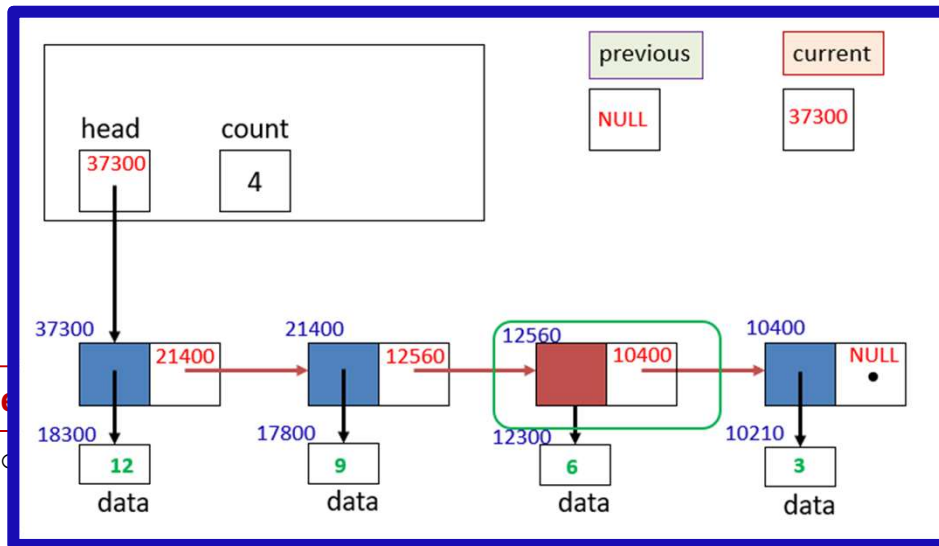 previous current
NULL 37300
head count
37300 4
37300 21400 12560 10400
21400 12560 10400 NULL
18300 17800 12300 10210
12 9 6 3
data data data data